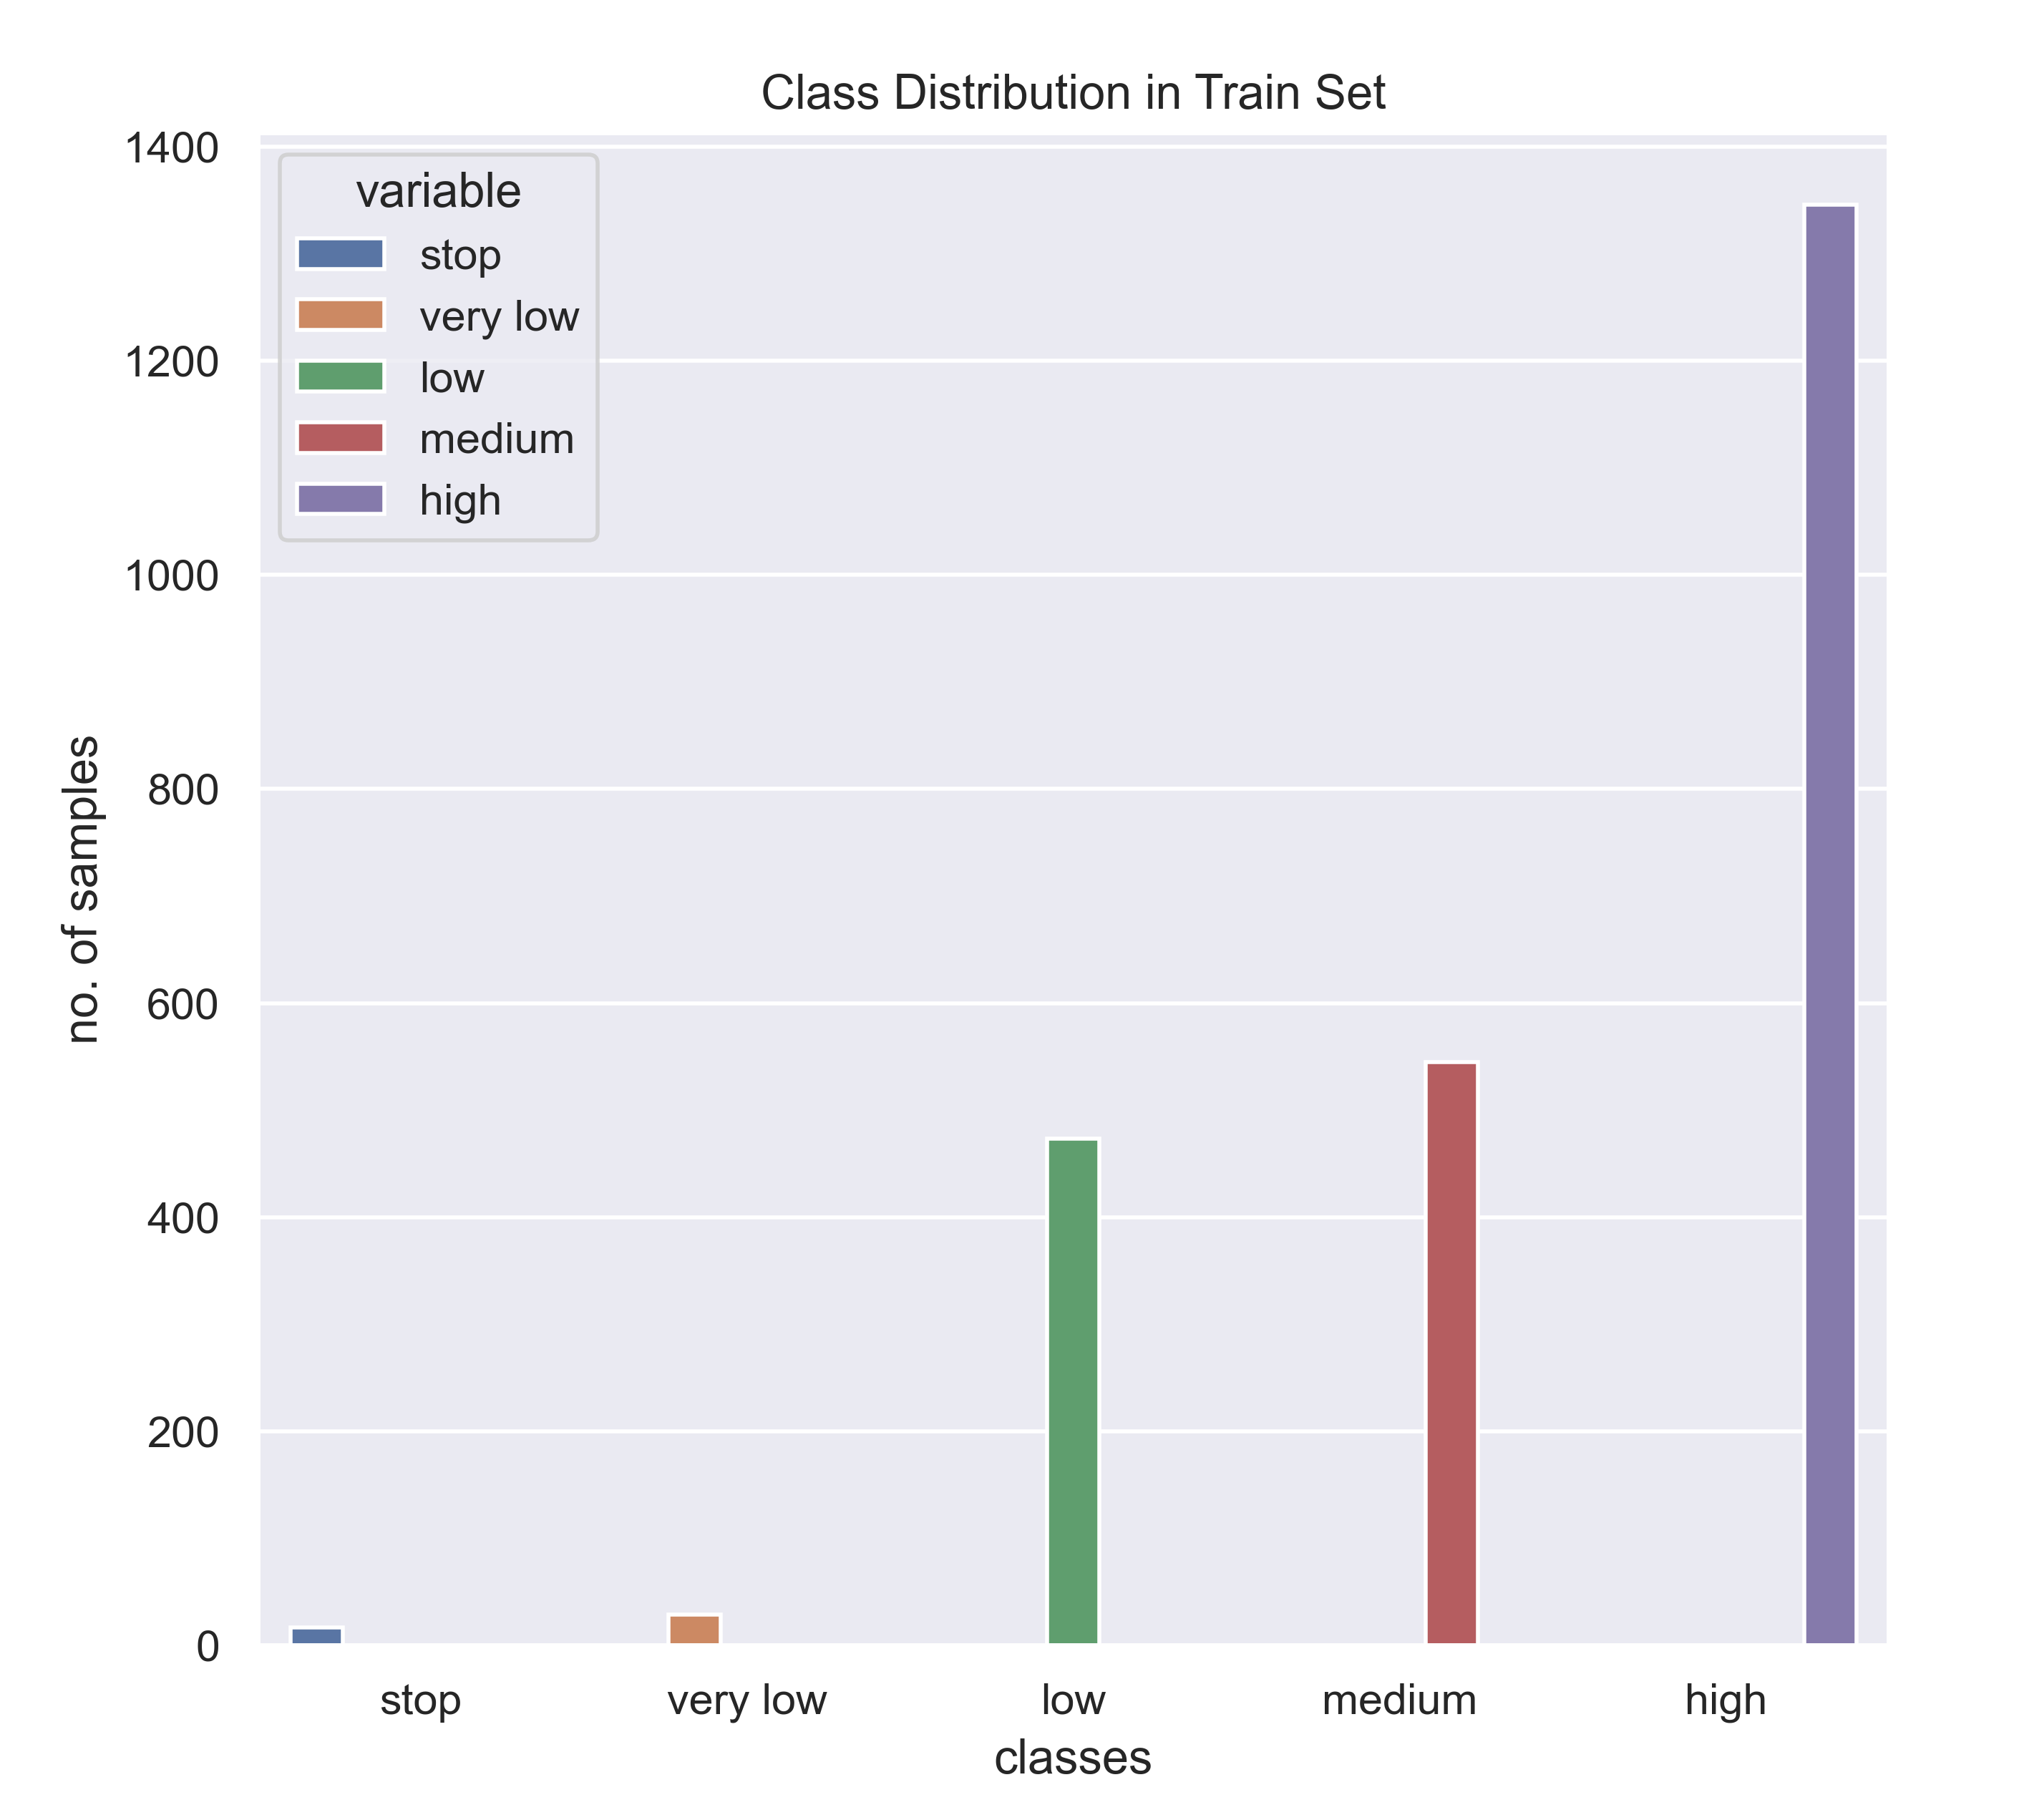 Class Distribution in Train Set
1400
1200
1000
800
600
400
200
0
no. of samples
variable
stop
very low
low
medium
high
stop
very low
low
medium
high
classes